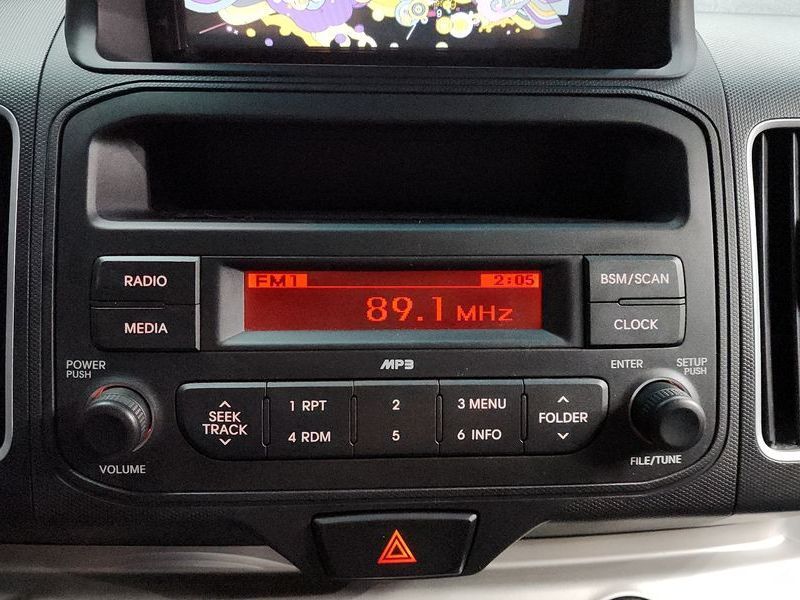 RADIO
MEDIA
FM1 2:05
89.1 MHz
BSM/SCAN
CLOCK
MP3
POWER
PUSH
VOLUME
SEEK
TRACK
1 RPT
4 RDM
2
5
3 MENU
6 INFO
FOLDER
ENTER
SETUP
PUSH
FILE/TUNE